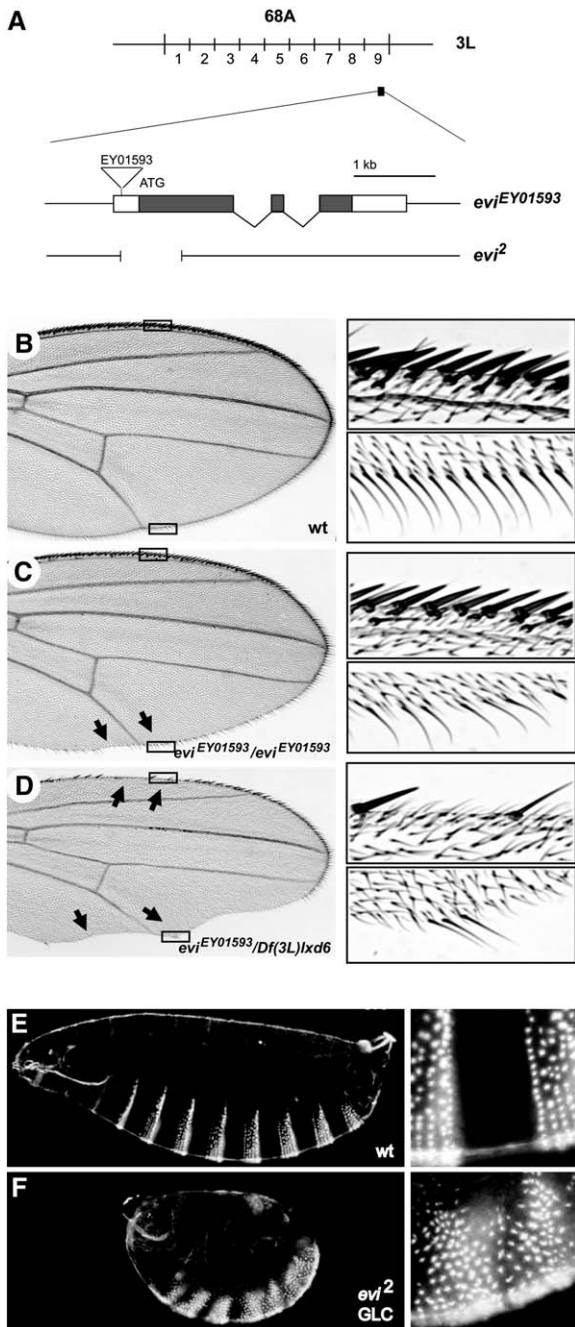 A
68A
3L
1 2 3 4 5 6 7 8 9
EY01593
ATG
1 kb
evi^EY01593
evi^2
B
wt
C
evi^EY01593/evi^EY01593
D
evi^EY01593/Df(3L)lxd6
E
wt
F
evi^2
GLC